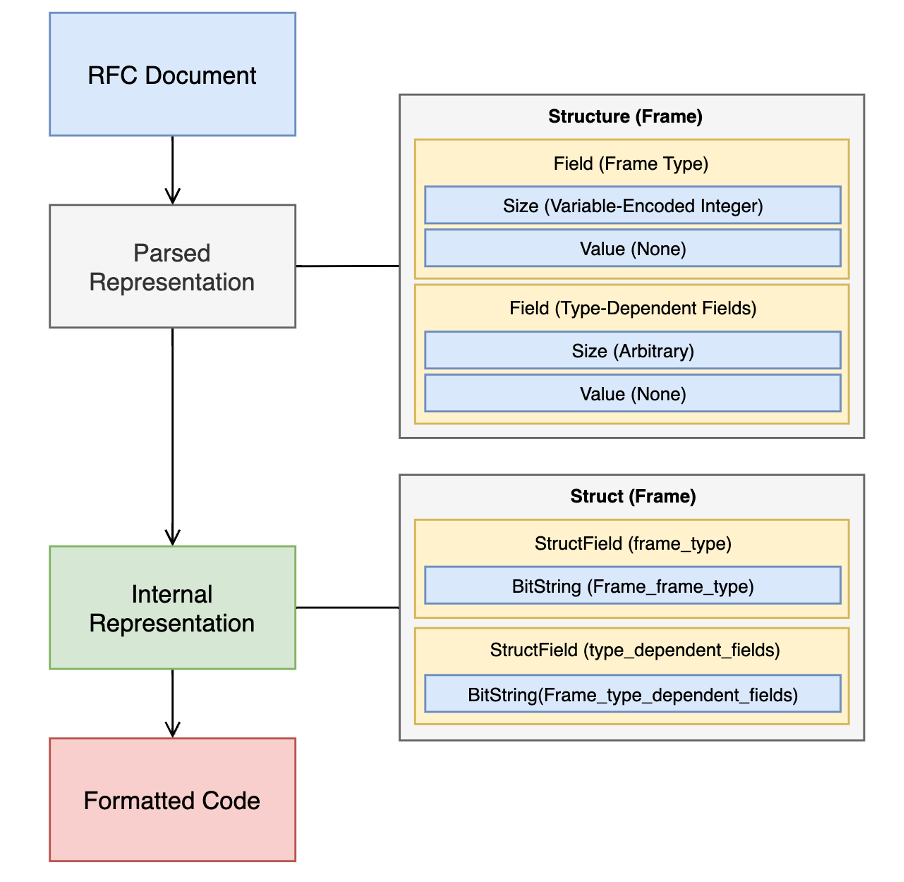 RFC Document
Parsed
Representation
Structure (Frame)
Field (Frame Type)
Size (Variable-Encoded Integer)
Value (None)
Field (Type-Dependent Fields)
Size (Arbitrary)
Value (None)
Internal
Representation
Struct (Frame)
StructField (frame_type)
BitString (Frame_frame_type)
StructField (type_dependent_fields)
BitString(Frame_type_dependent_fields)
Formatted Code